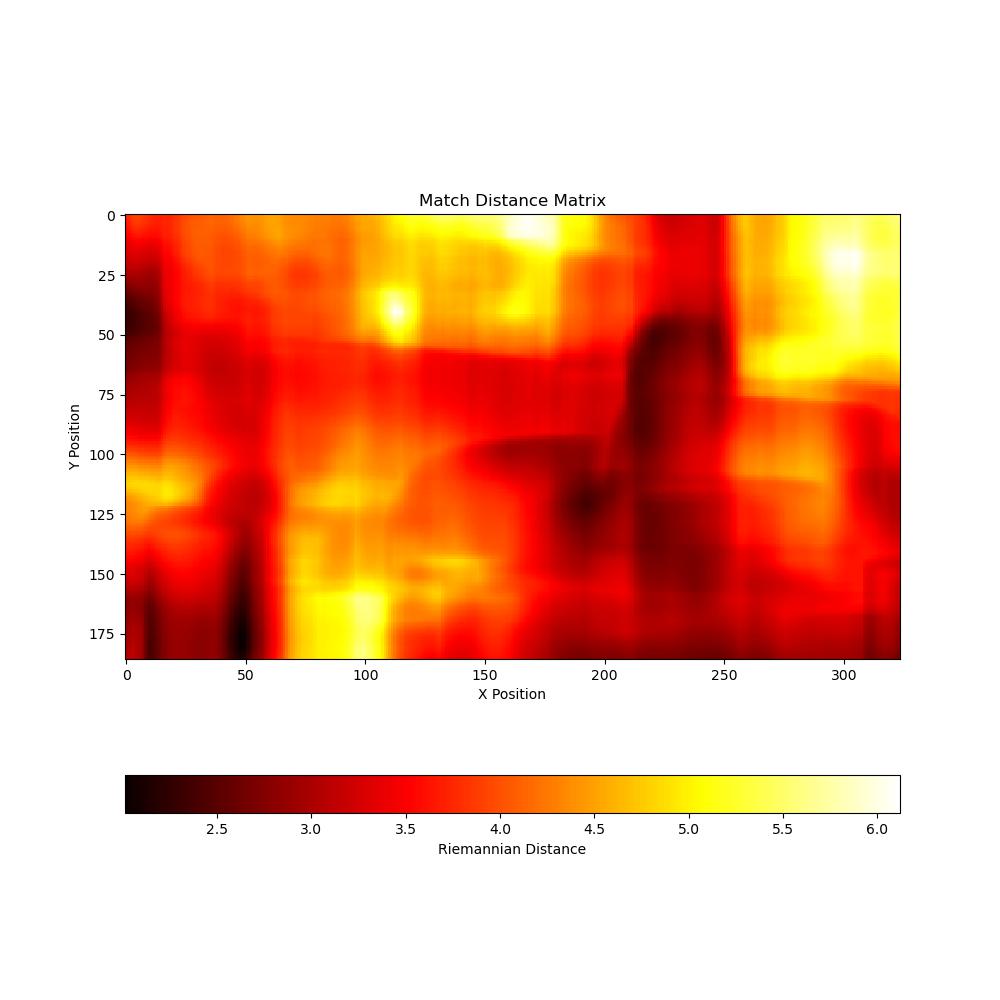 Match Distance Matrix
0
25
50
75
100
125
150
175
Y Position
0 50 100 150 200 250 300
X Position
2.5 3.0 3.5 4.0 4.5 5.0 5.5 6.0
Riemannian Distance